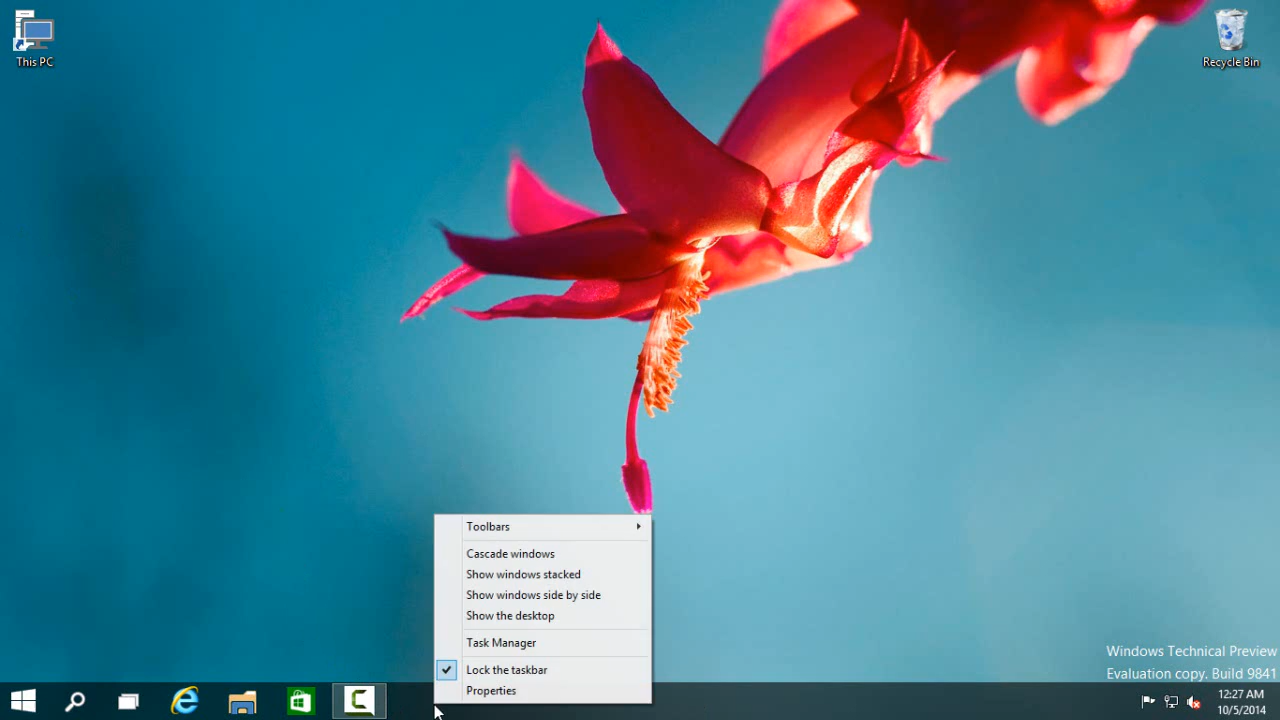 This PC
Recycle Bin
Toolbars
Cascade windows
Show windows stacked
Show windows side by side
Show the desktop
Task Manager
Lock the taskbar
Properties
Windows Technical Preview
Evaluation copy. Build 9841
12:27 AM
10/5/2014